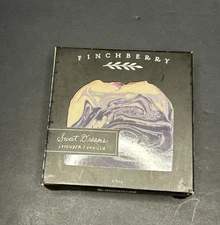 FINCHBERRY
Sweet Dreams
LAVENDER / VANILLA